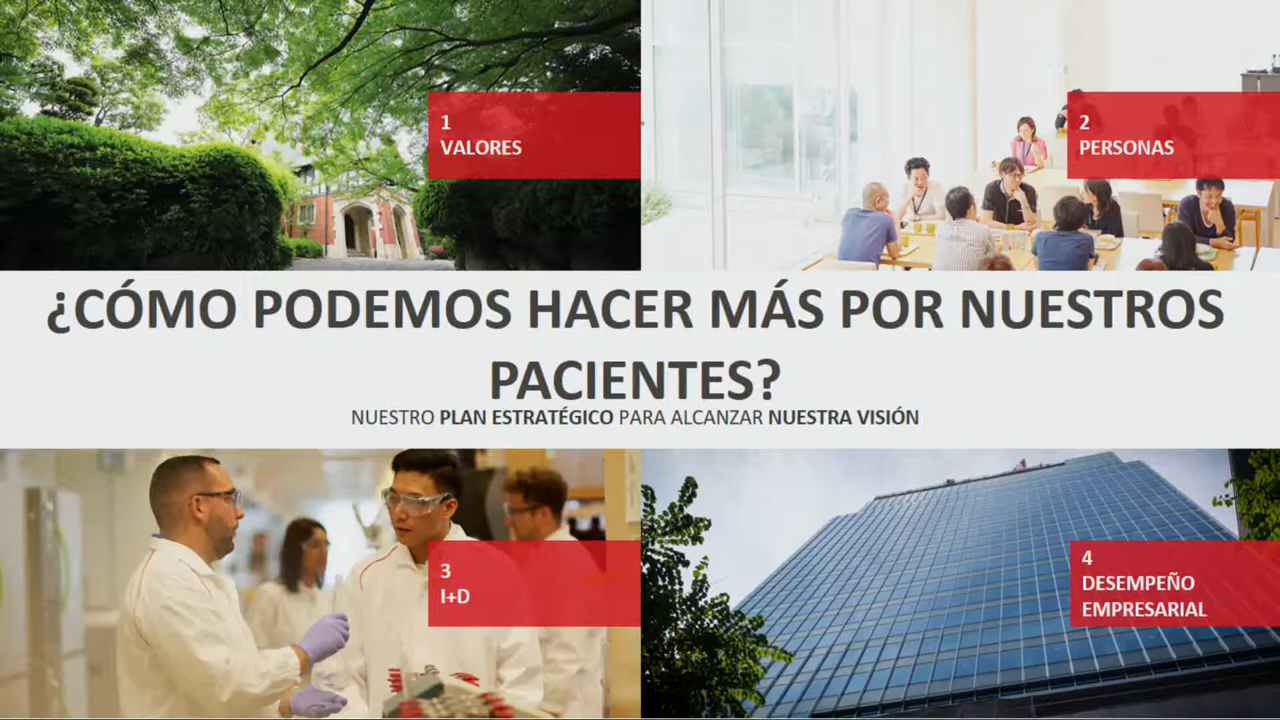 1
VALORES
2
PERSONAS
¿CÓMO PODEMOS HACER MÁS POR NUESTROS
PACIENTES?
NUESTRO PLAN ESTRATÉGICO PARA ALCANZAR NUESTRA VISIÓN
3
I+D
4
DESEMPEÑO
EMPRESARIAL